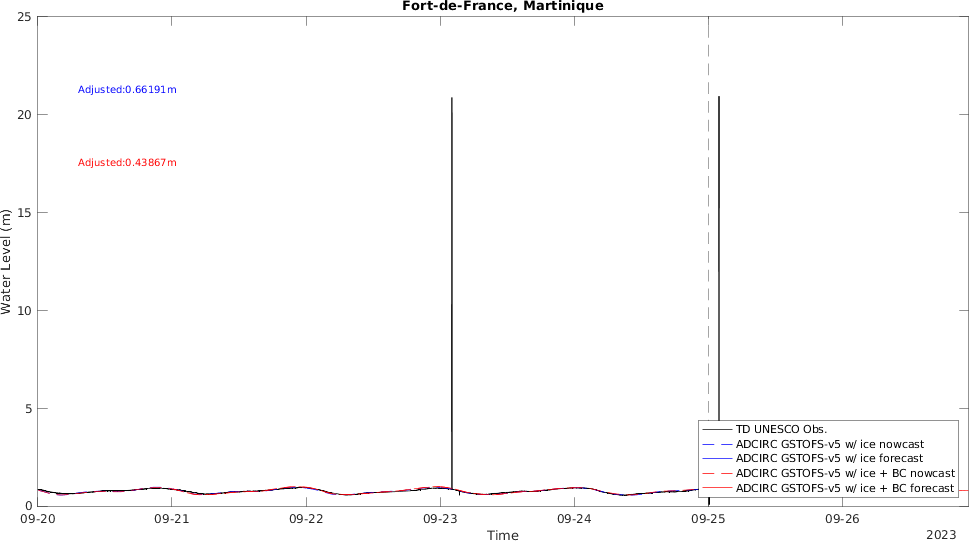 Fort-de-France, Martinique
25
20
15
10
5
0
Water Level (m)
Adjusted:0.66191m
Adjusted:0.43867m
TD UNESCO Obs.
ADCIRC GSTOFS-v5 w/ ice nowcast
ADCIRC GSTOFS-v5 w/ ice forecast
ADCIRC GSTOFS-v5 w/ ice + BC nowcast
ADCIRC GSTOFS-v5 w/ ice + BC forecast
09-20 09-21 09-22 09-23 09-24 09-25 09-26
Time
2023